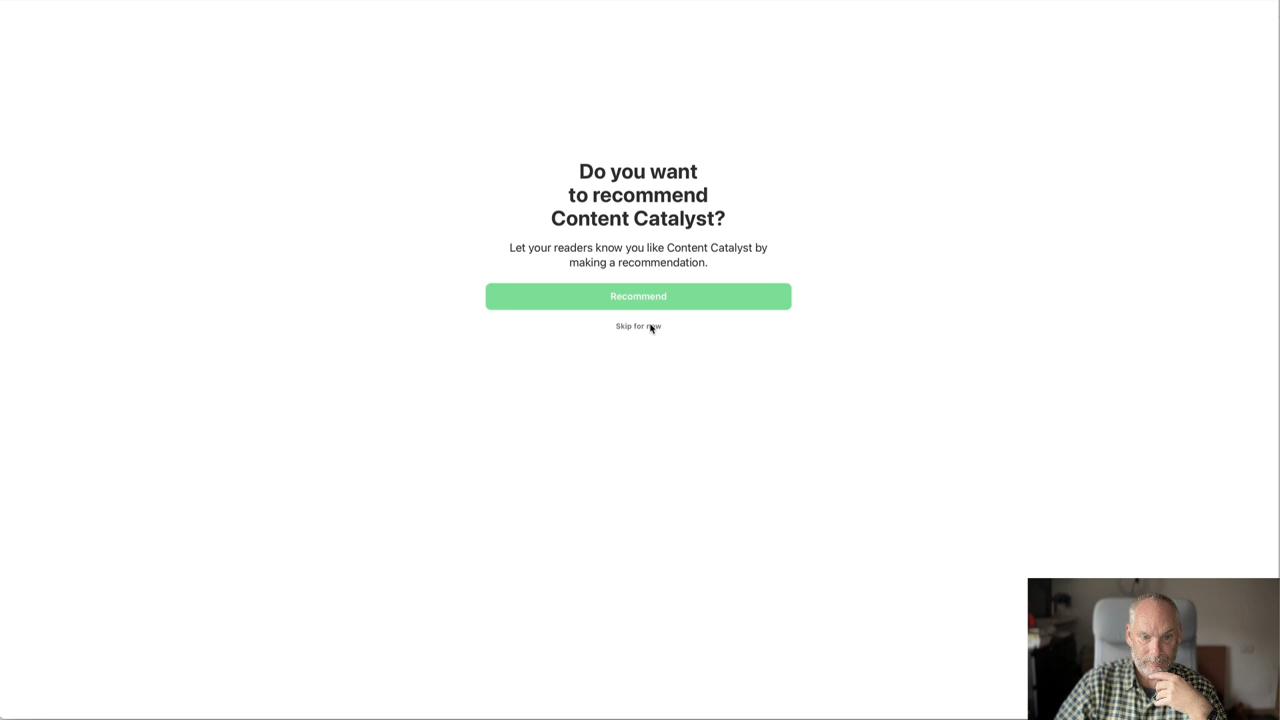 Do you want
to recommend
Content Catalyst?
Let your readers know you like Content Catalyst by
making a recommendation.
Recommend
Skip for now